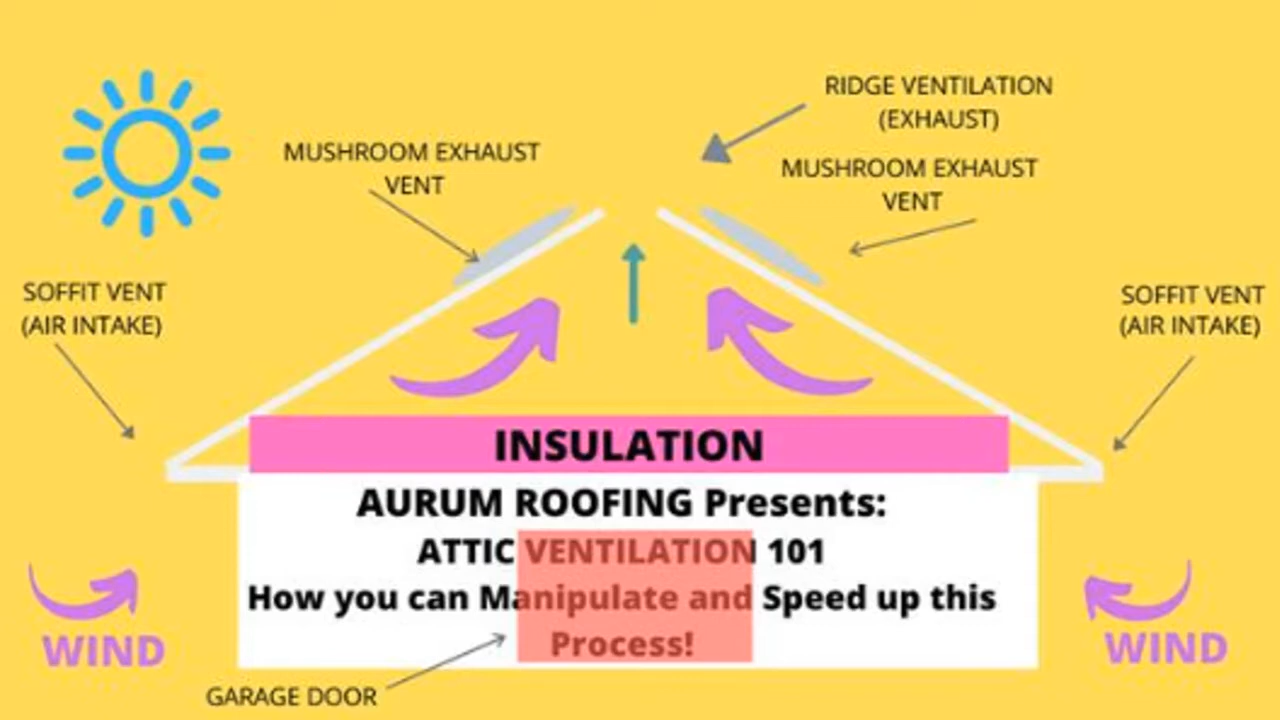 RIDGE VENTILATION
(EXHAUST)
MUSHROOM EXHAUST
VENT
MUSHROOM EXHAUST
VENT
SOFFIT VENT
(AIR INTAKE)
SOFFIT VENT
(AIR INTAKE)
INSULATION
AURUM ROOFING Presents:
ATTIC VENTILATION 101
How you can Manipulate and Speed up this
Process!
WIND
WIND
GARAGE DOOR